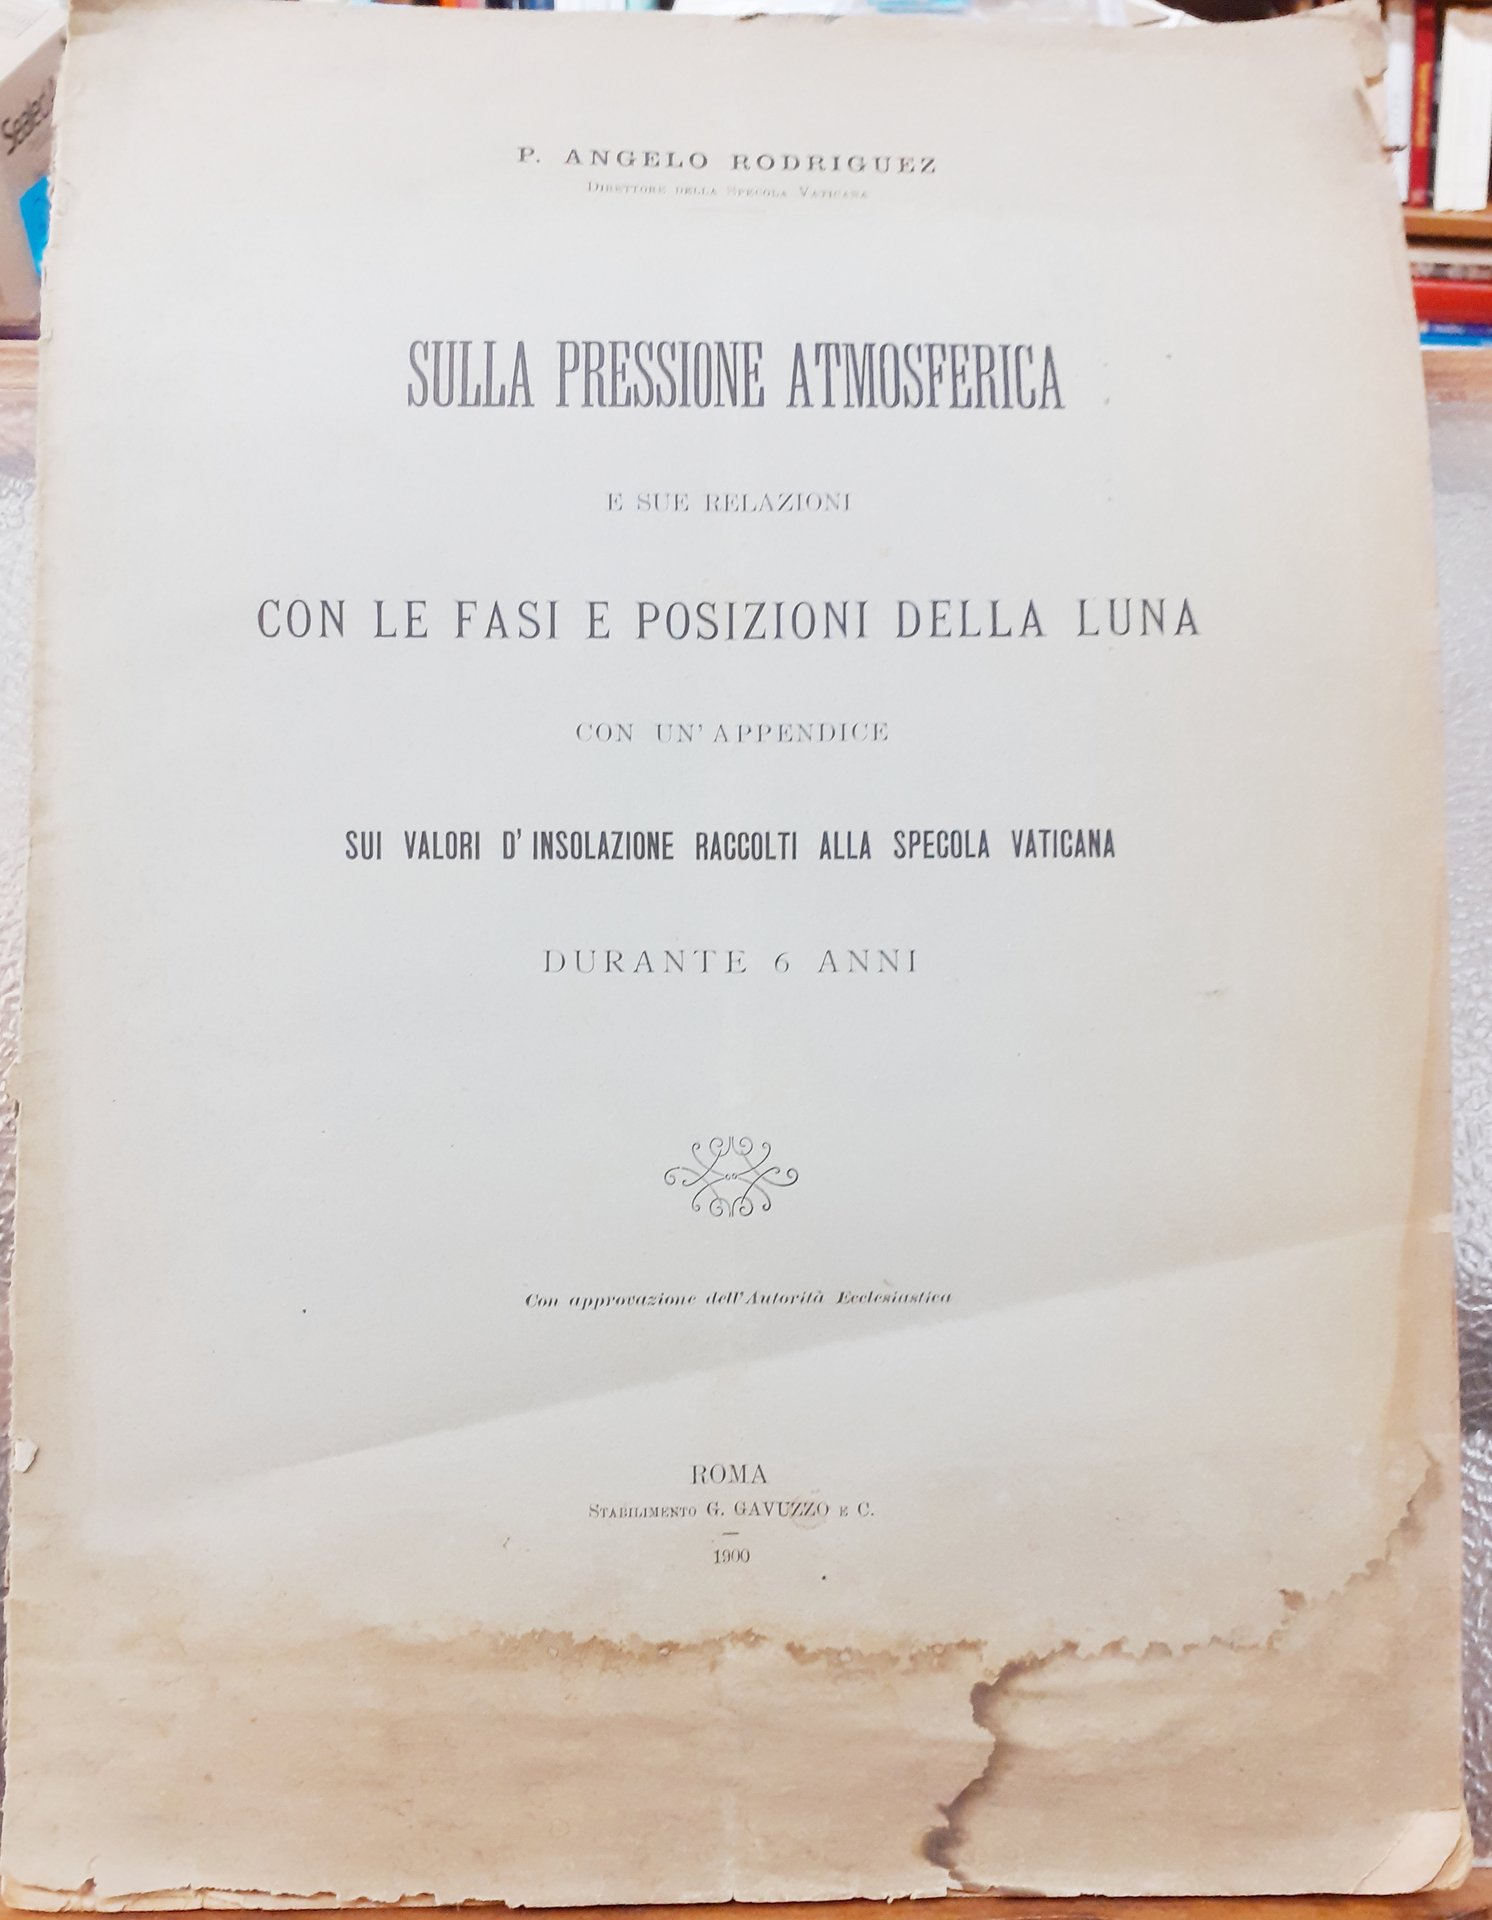 P. ANGELO RODRIGUEZ
DIRETTORE DELLA SPECOLA VATICANA
SULLA PRESSIONE ATMOSFERICA
E SUE RELAZIONI
CON LE FASI E POSIZIONI DELLA LUNA
CON UN' APPENDICE
SUI VALORI D' INSOLAZIONE RACCOLTI ALLA SPECOLA VATICANA
DURANTE 6 ANNI
Con approvazione dell'Autorità Ecclesiastica
ROMA
STABILIMENTO G. GAVUZZO E C.
—
1900